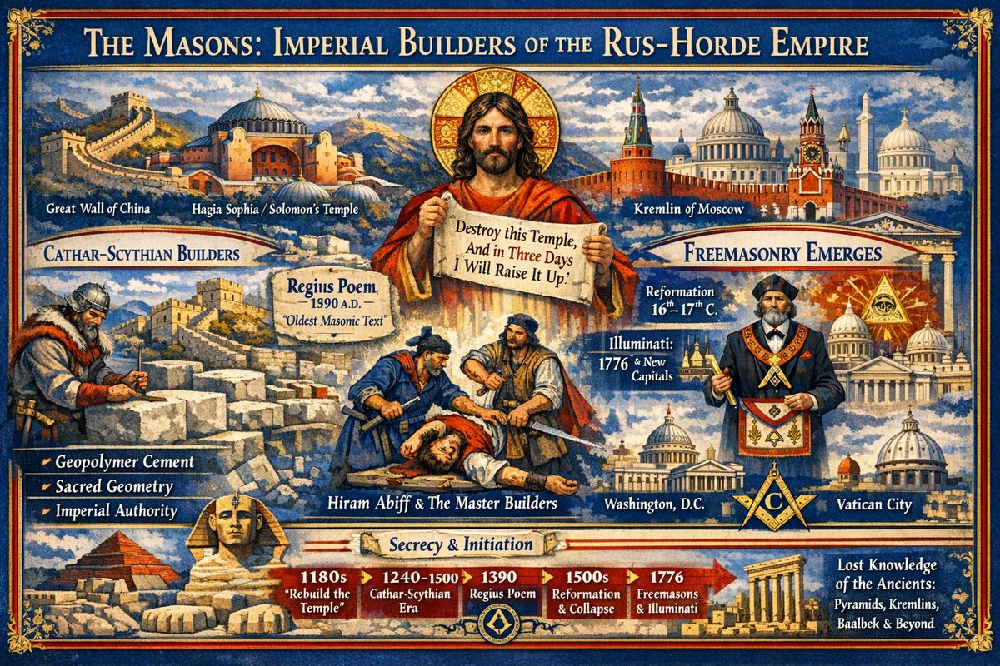 THE MASONS: IMPERIAL BUILDERS OF THE RUS-HORDE EMPIRE
Great Wall of China
Hagia Sophia / Solomon's Temple
Kremlin of Moscow
Destroy this Temple,
And in Three Days
I Will Raise It Up.'
CATHAR-SCYTHIAN BUILDERS
FREEMASONRY EMERGES
Regius Poem
1390 A.D.
"Oldest Masonic Text"
Reformation
16th-17th C.
Illuminati:
1776 & New
Capitals
Geopolymer Cement
Sacred Geometry
Imperial Authority
Hiram Abiff & The Master Builders
Washington, D.C.
C
Vatican City
Secrecy & Initiation
1180s
"Rebuild the
Temple"
1240-1500
Cathar-Scythian
Era
1390
Regius Poem
1500s
Reformation
& Collapse
1776
Freemasons
& Illuminati
Lost Knowledge
of the Ancients:
Pyramids, Kremlins,
Baalbek & Beyond